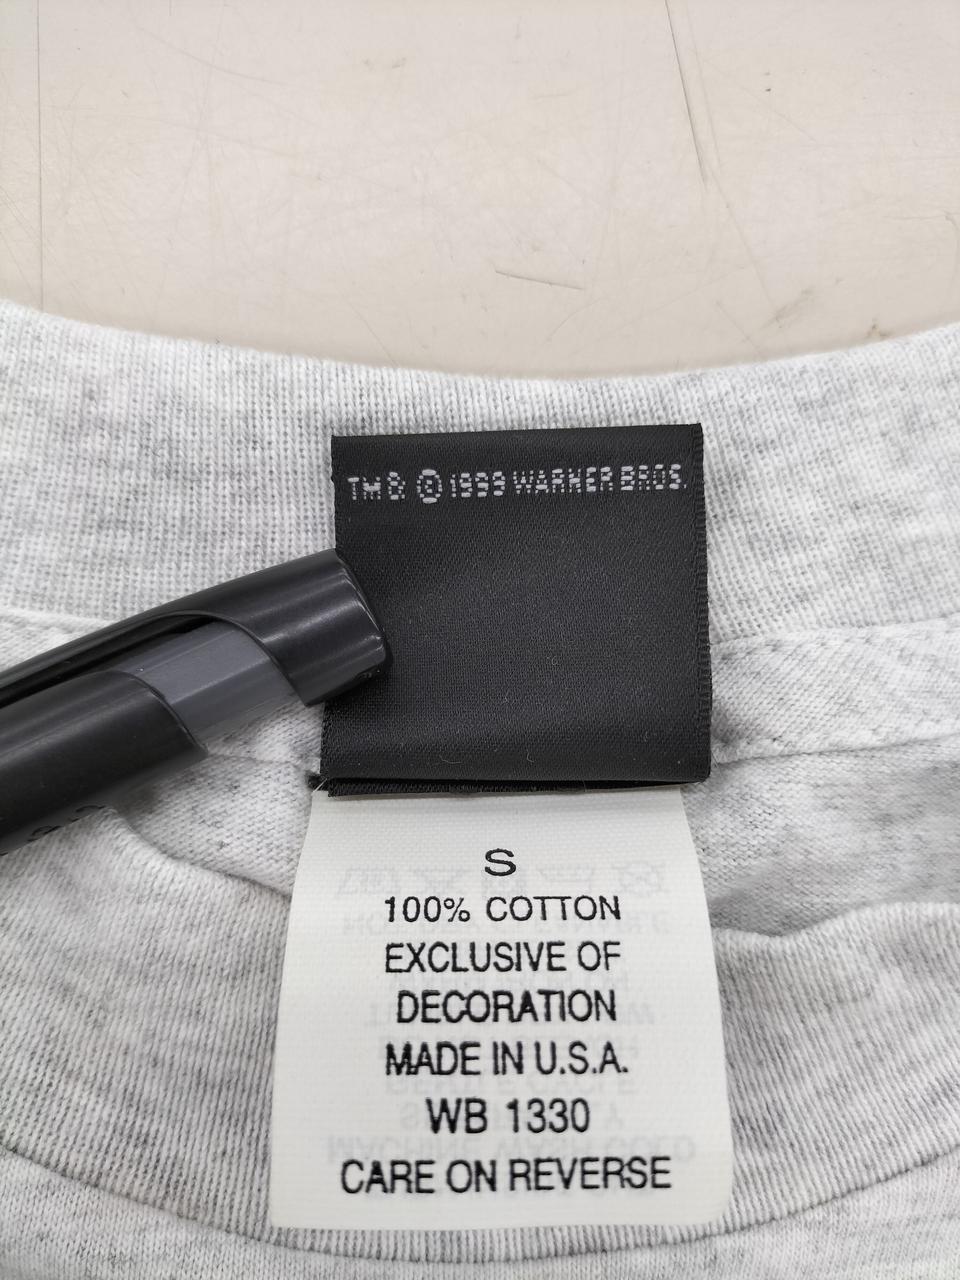 TM & © 1999 WARNER BROS.
S
100% COTTON
EXCLUSIVE OF
DECORATION
MADE IN U.S.A.
WB 1330
CARE ON REVERSE